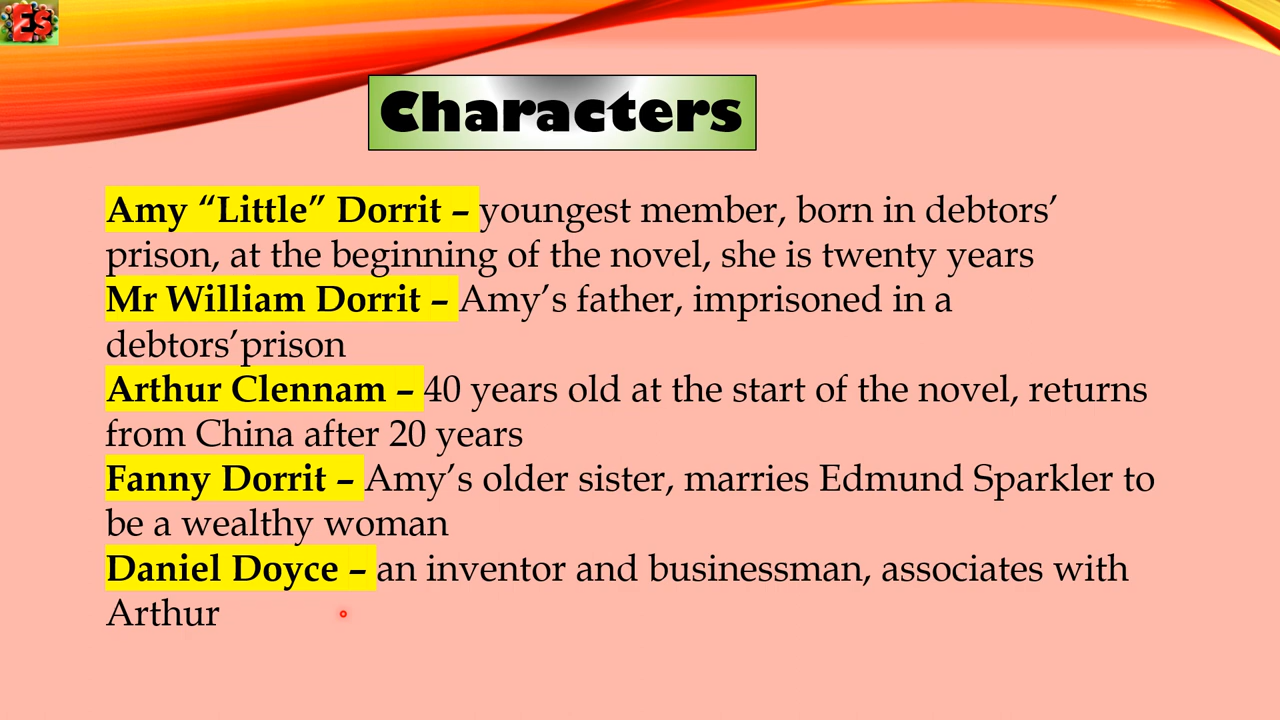 ES
Characters
Amy “Little” Dorrit – youngest member, born in debtors’
prison, at the beginning of the novel, she is twenty years
Mr William Dorrit – Amy’s father, imprisoned in a
debtors’prison
Arthur Clennam – 40 years old at the start of the novel, returns
from China after 20 years
Fanny Dorrit – Amy’s older sister, marries Edmund Sparkler to
be a wealthy woman
Daniel Doyce – an inventor and businessman, associates with
Arthur